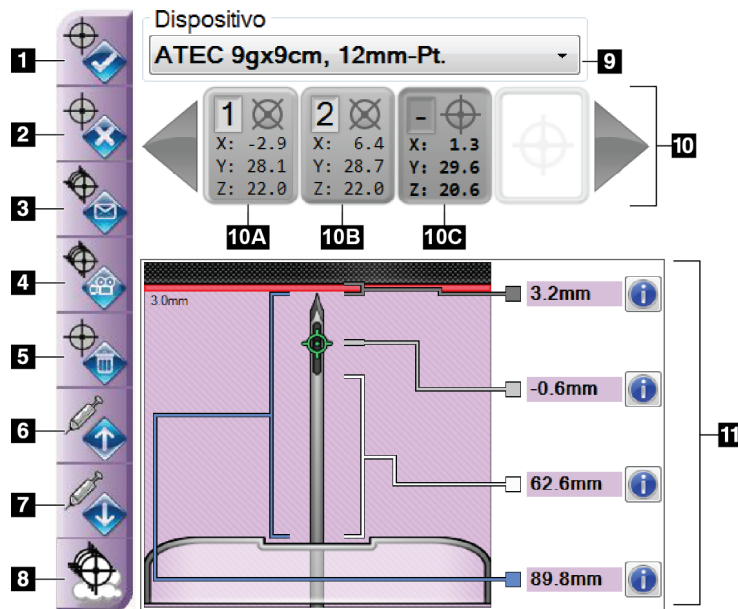 Dispositivo
ATEC 9gx9cm, 12mm-Pt.
1
2
3
4
5
6
7
8
9
1
X: -2.9
Y: 28.1
Z: 22.0
2
X: 6.4
Y: 28.7
Z: 22.0
-
X: 1.3
Y: 29.6
Z: 20.6
10
10A
10B
10C
3.0mm
3.2mm
-0.6mm
62.6mm
89.8mm
11